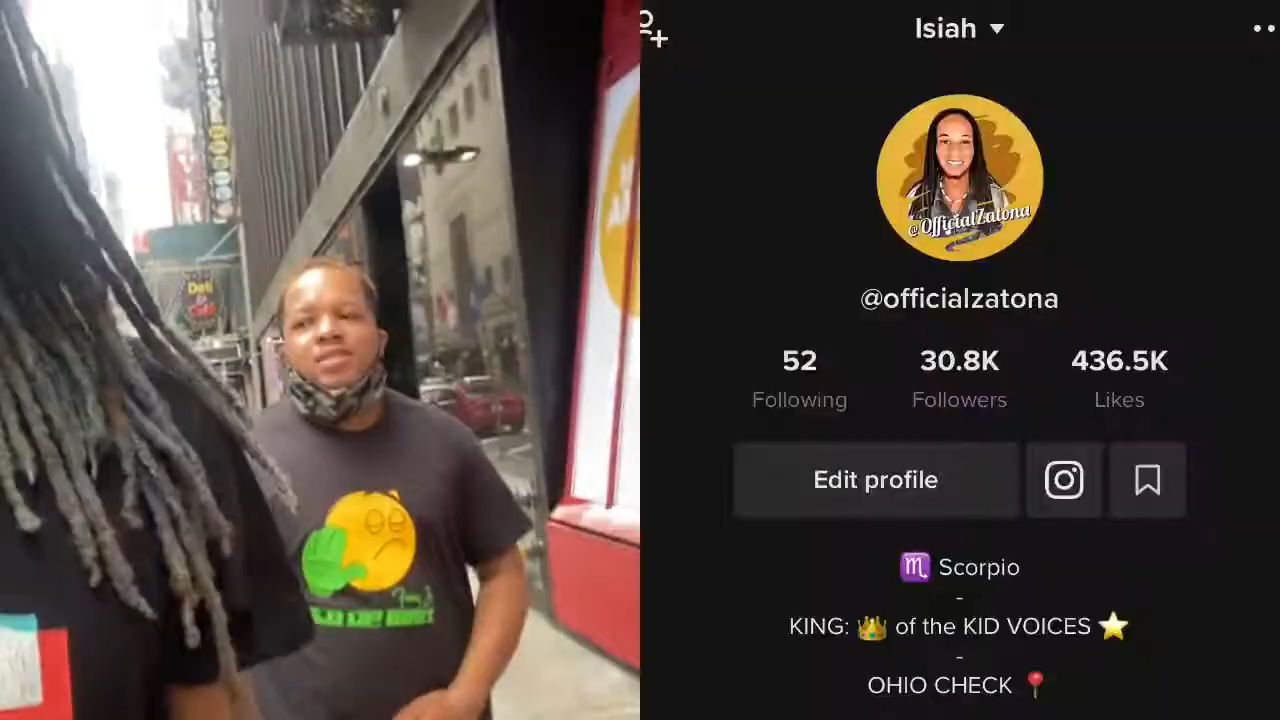 Deli
Isiah
@OfficialZatona
@officialzatona
52 30.8K 436.5K
Following Followers Likes
Edit profile
♏ Scorpio
-
KING: 👑 of the KID VOICES ⭐
-
OHIO CHECK 📍